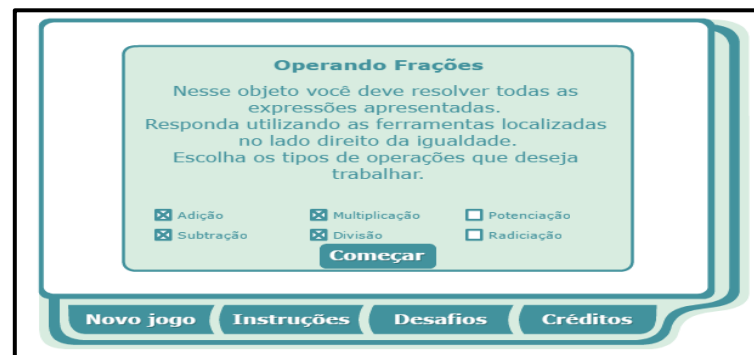 Operando Frações
Nesse objeto você deve resolver todas as
expressões apresentadas.
Responda utilizando as ferramentas localizadas
no lado direito da igualdade.
Escolha os tipos de operações que deseja
trabalhar.
Adição Multiplicação Potenciação
Subtração Divisão Radiciação
Começar
Novo jogo Instruções Desafios Créditos